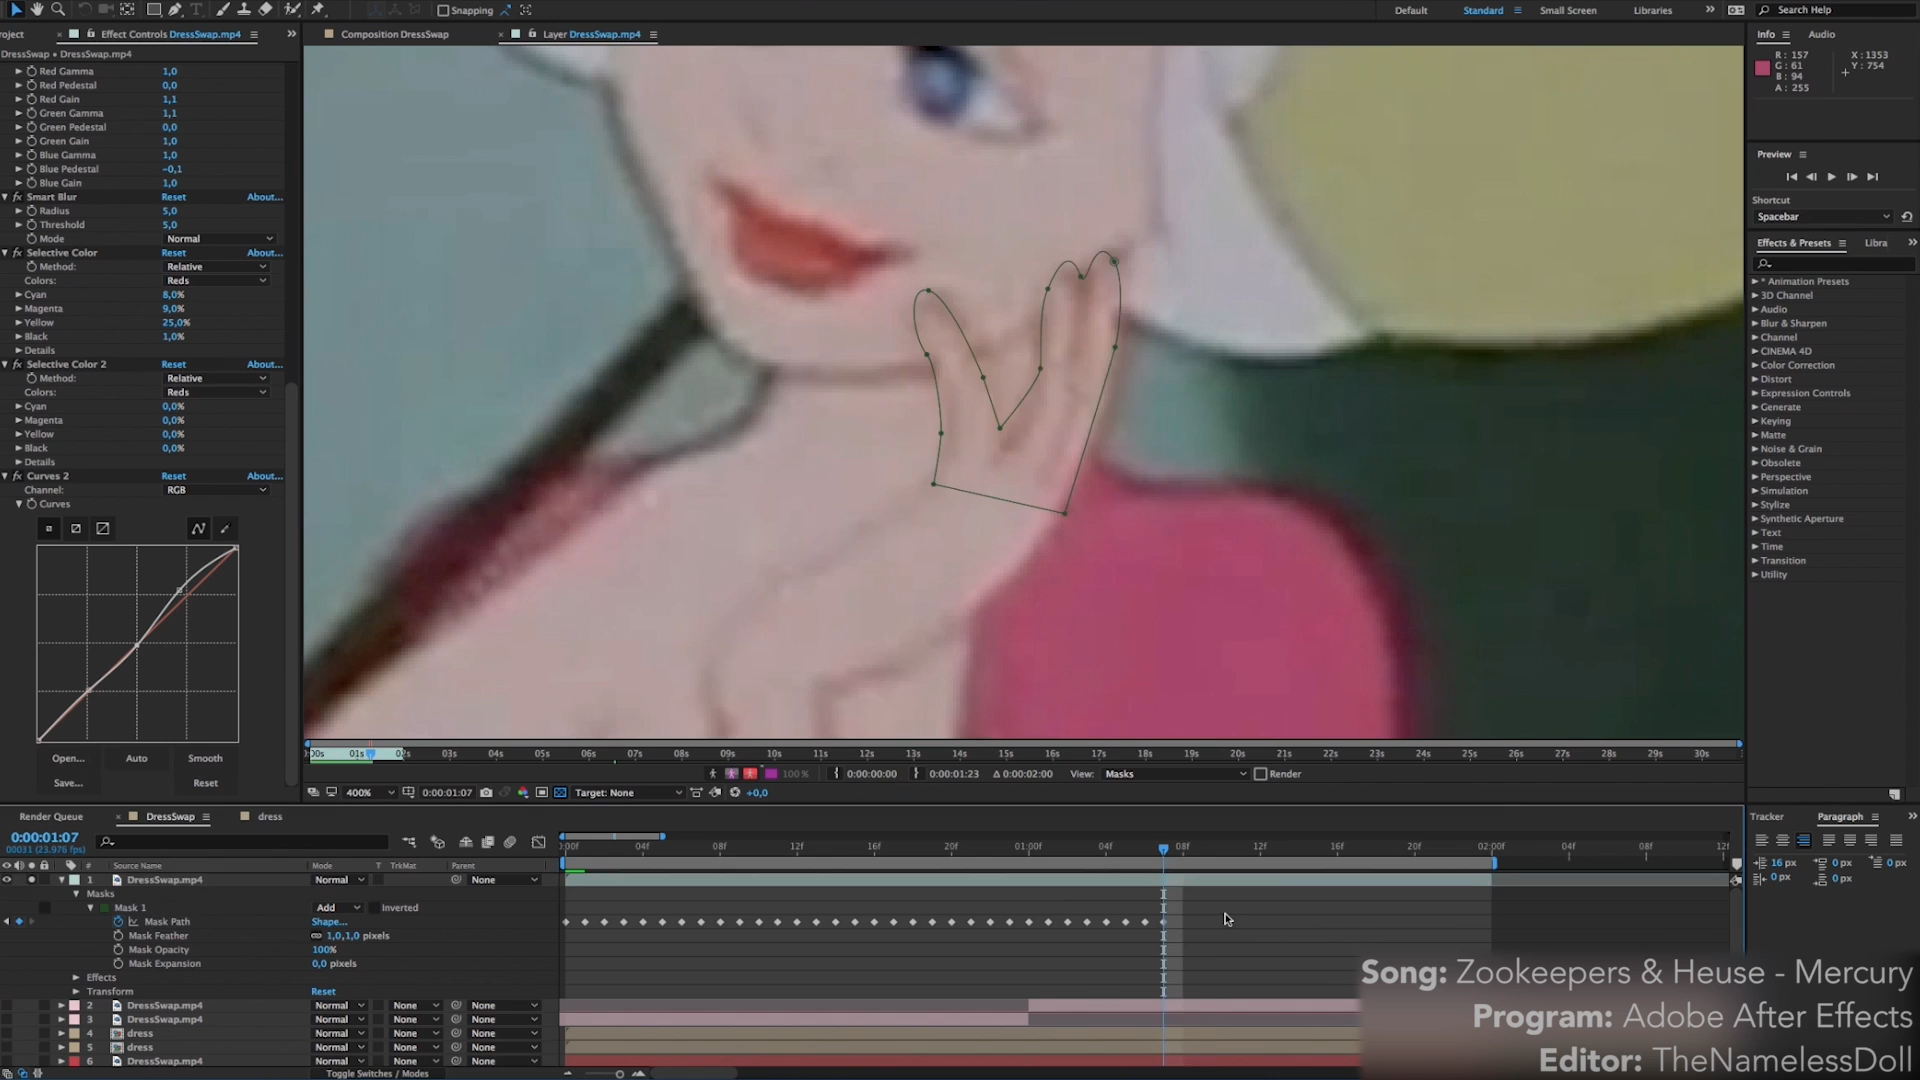 Snapping
Default
Standard
Small Screen
Libraries
Search Help
roject
Effect Controls DressSwap.mp4
Composition DressSwap
Layer DressSwap.mp4
Info
Audio
DressSwap • DressSwap.mp4
R: 157
G: 61
B: 94
A: 255
X: 1353
Y: 754
Red Gamma 1,0
Red Pedestal 0,0
Red Gain 1,1
Green Gamma 1,1
Green Pedestal 0,0
Green Gain 1,0
Blue Gamma 1,0
Blue Pedestal -0,1
Blue Gain 1,0
fx Smart Blur Reset About...
Radius 5,0
Threshold 5,0
Mode Normal
fx Selective Color Reset About...
Method: Relative
Colors: Reds
Cyan 8,0%
Magenta 9,0%
Yellow 25,0%
Black 1,0%
Details
fx Selective Color 2 Reset About...
Method: Relative
Colors: Reds
Cyan 0,0%
Magenta 0,0%
Yellow 0,0%
Black 0,0%
Details
fx Curves 2 Reset About...
Channel: RGB
Curves
Open... Auto Smooth
Save... Reset
Preview
Shortcut
Spacebar
Effects & Presets
Libra
* Animation Presets
3D Channel
Audio
Blur & Sharpen
Channel
CINEMA 4D
Color Correction
Distort
Expression Controls
Generate
Keying
Matte
Noise & Grain
Obsolete
Perspective
Simulation
Stylize
Synthetic Aperture
Text
Time
Transition
Utility
:00s 01s 02s 03s 04s 05s 06s 07s 08s 09s 10s 11s 12s 13s 14s 15s 16s 17s 18s 19s 20s 21s 22s 23s 24s 25s 26s 27s 28s 29s 30s
100 % 0:00:00:00 0:00:01:23 Δ 0:00:02:00 View: Masks Render
400% 0:00:01:07 Target: None +0,0
Render Queue
DressSwap
dress
Tracker
Paragraph
0:00:01:07
00031 (23.976 fps)
:00f 04f 08f 12f 16f 20f 01:00f 04f 08f 12f 16f 20f 02:00f 04f 08f 12f
16 px 0 px 0 px
0 px 0 px
# Source Name Mode T TrkMat Parent
1 DressSwap.mp4 Normal None
Masks
Mask 1 Add Inverted
Mask Path Shape...
Mask Feather 1,0,1,0 pixels
Mask Opacity 100%
Mask Expansion 0,0 pixels
Effects
Transform Reset
2 DressSwap.mp4 Normal None None
3 DressSwap.mp4 Normal None None
4 dress Normal None None
5 dress Normal None None
6 DressSwap.mp4 Normal None None
Toggle Switches / Modes
Song: Zookeepers & Heuse - Mercury
Program: Adobe After Effects
Editor: TheNamelessDoll